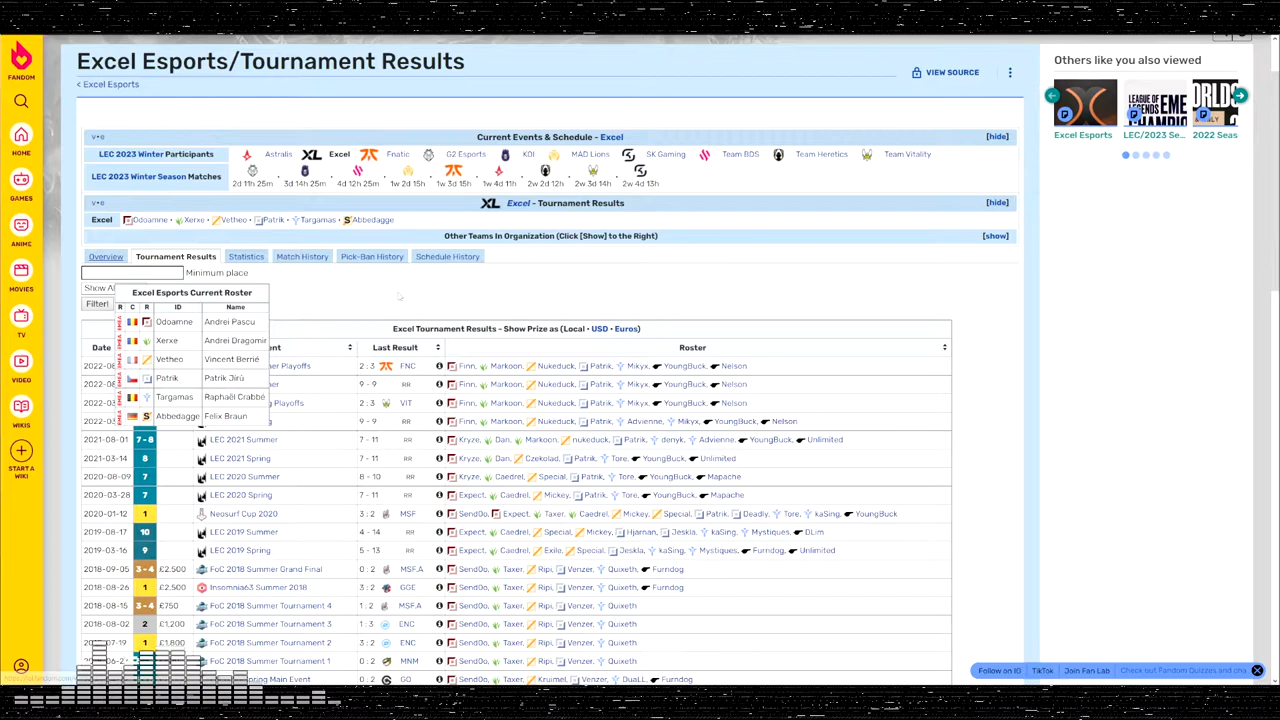 Excel Esports/Tournament Results
< Excel Esports
VIEW SOURCE
Others like you also viewed
Excel Esports
LEC/2023 Se...
2022 Seas
FANDOM
HOME
GAMES
ANIME
MOVIES
TV
VIDEO
WIKIS
START A WIKI
Current Events & Schedule - Excel [hide]
LEC 2023 Winter Participants Astralis Excel Fnatic G2 Esports KOI MAD Lions SK Gaming Team BDS Team Heretics Team Vitality
LEC 2023 Winter Season Matches
2d 11h 25m 3d 14h 25m 4d 12h 25m 1w 2d 15h 1w 3d 15h 1w 4d 11h 2w 2d 12h 2w 3d 14h 2w 4d 13h
Excel - Tournament Results [hide]
Excel Odoamne • Xerxe • Vetheo • Patrik • Targamas • Abbedagge
Other Teams In Organization (Click [Show] to the Right) [show]
Overview Tournament Results Statistics Match History Pick-Ban History Schedule History
Minimum place
Show Al
Filter!
Excel Esports Current Roster
R C R ID Name
Odoamne Andrei Pascu
Xerxe Andrei Dragomir
Vetheo Vincent Berrié
Patrik Patrik Jírů
Targamas Raphaël Crabbé
Abbedagge Felix Braun
Excel Tournament Results - Show Prize as (Local • USD • Euros)
Date Last Result Roster
2:3 FNC Finn, Markoon, Nukeduck, Patrik, Mikyx, YoungBuck, Nelson
9 - 9 RR Finn, Markoon, Nukeduck, Patrik, Mikyx, YoungBuck, Nelson
2:3 VIT Finn, Markoon, Nukeduck, Patrik, Mikyx, YoungBuck, Nelson
9 - 9 RR Finn, Markoon, Nukeduck, Patrik, Advienne, Mikyx, YoungBuck, Nelson
2021-08-01 7 - 8 LEC 2021 Summer 7 - 11 RR Kryze, Dan, Markoon, nukeduck, Patrik, denyk, Advienne, YoungBuck, Unlimited
2021-03-14 8 LEC 2021 Spring 7 - 11 RR Kryze, Dan, Czekolad, Patrik, Tore, YoungBuck, Unlimited
2020-08-09 7 LEC 2020 Summer 8 - 10 RR Kryze, Caedrel, Special, Patrik, Tore, YoungBuck, Mapache
2020-03-28 7 LEC 2020 Spring 7 - 11 RR Expect, Caedrel, Mickey, Patrik, Tore, YoungBuck, Mapache
2020-01-12 1 Neosurf Cup 2020 3:2 MSF Send0o, Expect, Taxer, Caedrel, Mickey, Special, Patrik, Deadly, Tore, kaSing, YoungBuck
2019-08-17 10 LEC 2019 Summer 4 - 14 RR Expect, Caedrel, Special, Mickey, Hjarnan, Jeskla, kaSing, Mystiques, DLim
2019-03-16 9 LEC 2019 Spring 5 - 13 RR Expect, Caedrel, Exile, Special, Jeskla, kaSing, Mystiques, Furndog, Unlimited
2018-09-05 3 - 4 £2,500 FoC 2018 Summer Grand Final 0:2 MSF.A Send0o, Taxer, Ripi, Venzer, Quixeth, Furndog
2018-08-26 1 £2,500 Insomnia63 Summer 2018 3:2 GGE Send0o, Taxer, Ripi, Venzer, Quixeth, Furndog
2018-08-15 3 - 4 £750 FoC 2018 Summer Tournament 4 1:2 MSF.A Send0o, Taxer, Ripi, Venzer, Quixeth
2018-08-02 2 £1,200 FoC 2018 Summer Tournament 3 1:3 ENC Send0o, Taxer, Ripi, Venzer, Quixeth
1 £1,800 FoC 2018 Summer Tournament 2 3:2 ENC Send0o, Taxer, Ripi, Venzer, Quixeth
FoC 2018 Summer Tournament 1 0:2 MNM Send0o, Taxer, Ripi, Venzer, Quixeth
Venzer, DuaLL, Furndog
Follow on IG TikTok Join Fan Lab Check out Fandom Quizzes and